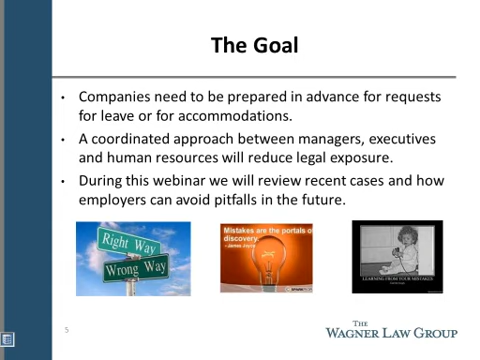 The Goal
• Companies need to be prepared in advance for requests
for leave or for accommodations.
• A coordinated approach between managers, executives
and human resources will reduce legal exposure.
• During this webinar we will review recent cases and how
employers can avoid pitfalls in the future.
Right Way
Wrong Way
Mistakes are the portals of
discovery.
- James Joyce
LEARNING FROM YOUR MISTAKES
5
THE
WAGNER LAW GROUP